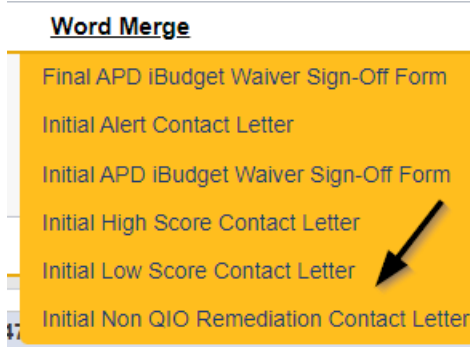 Word Merge
Final APD iBudget Waiver Sign-Off Form
Initial Alert Contact Letter
Initial APD iBudget Waiver Sign-Off Form
Initial High Score Contact Letter
Initial Low Score Contact Letter
Initial Non QIO Remediation Contact Letter